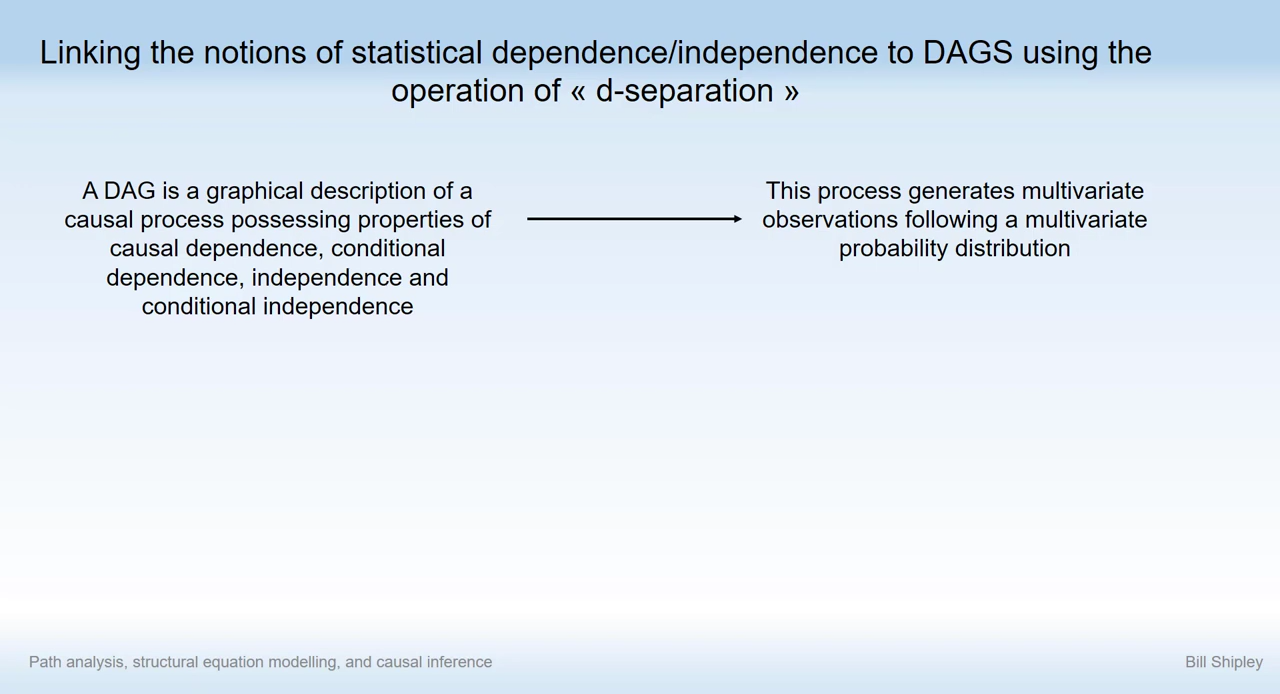 Linking the notions of statistical dependence/independence to DAGS using the
operation of « d-separation »
A DAG is a graphical description of a
causal process possessing properties of
causal dependence, conditional
dependence, independence and
conditional independence
This process generates multivariate
observations following a multivariate
probability distribution
Path analysis, structural equation modelling, and causal inference
Bill Shipley